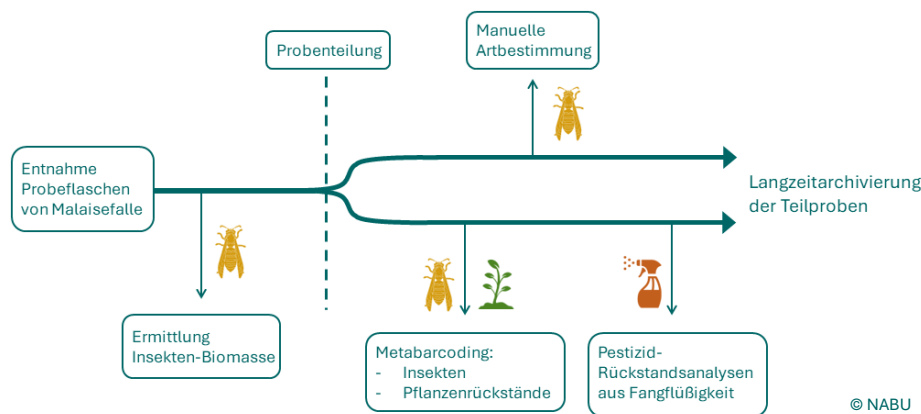 Probenteilung
Manuelle
Artbestimmung
Entnahme
Probeflaschen
von Malaisefalle
Langzeitarchivierung
der Teilproben
Ermittlung
Insekten-Biomasse
Metabarcoding:
- Insekten
- Pflanzenrückstände
Pestizid-
Rückstandsanalysen
aus Fangflüßigkeit
© NABU